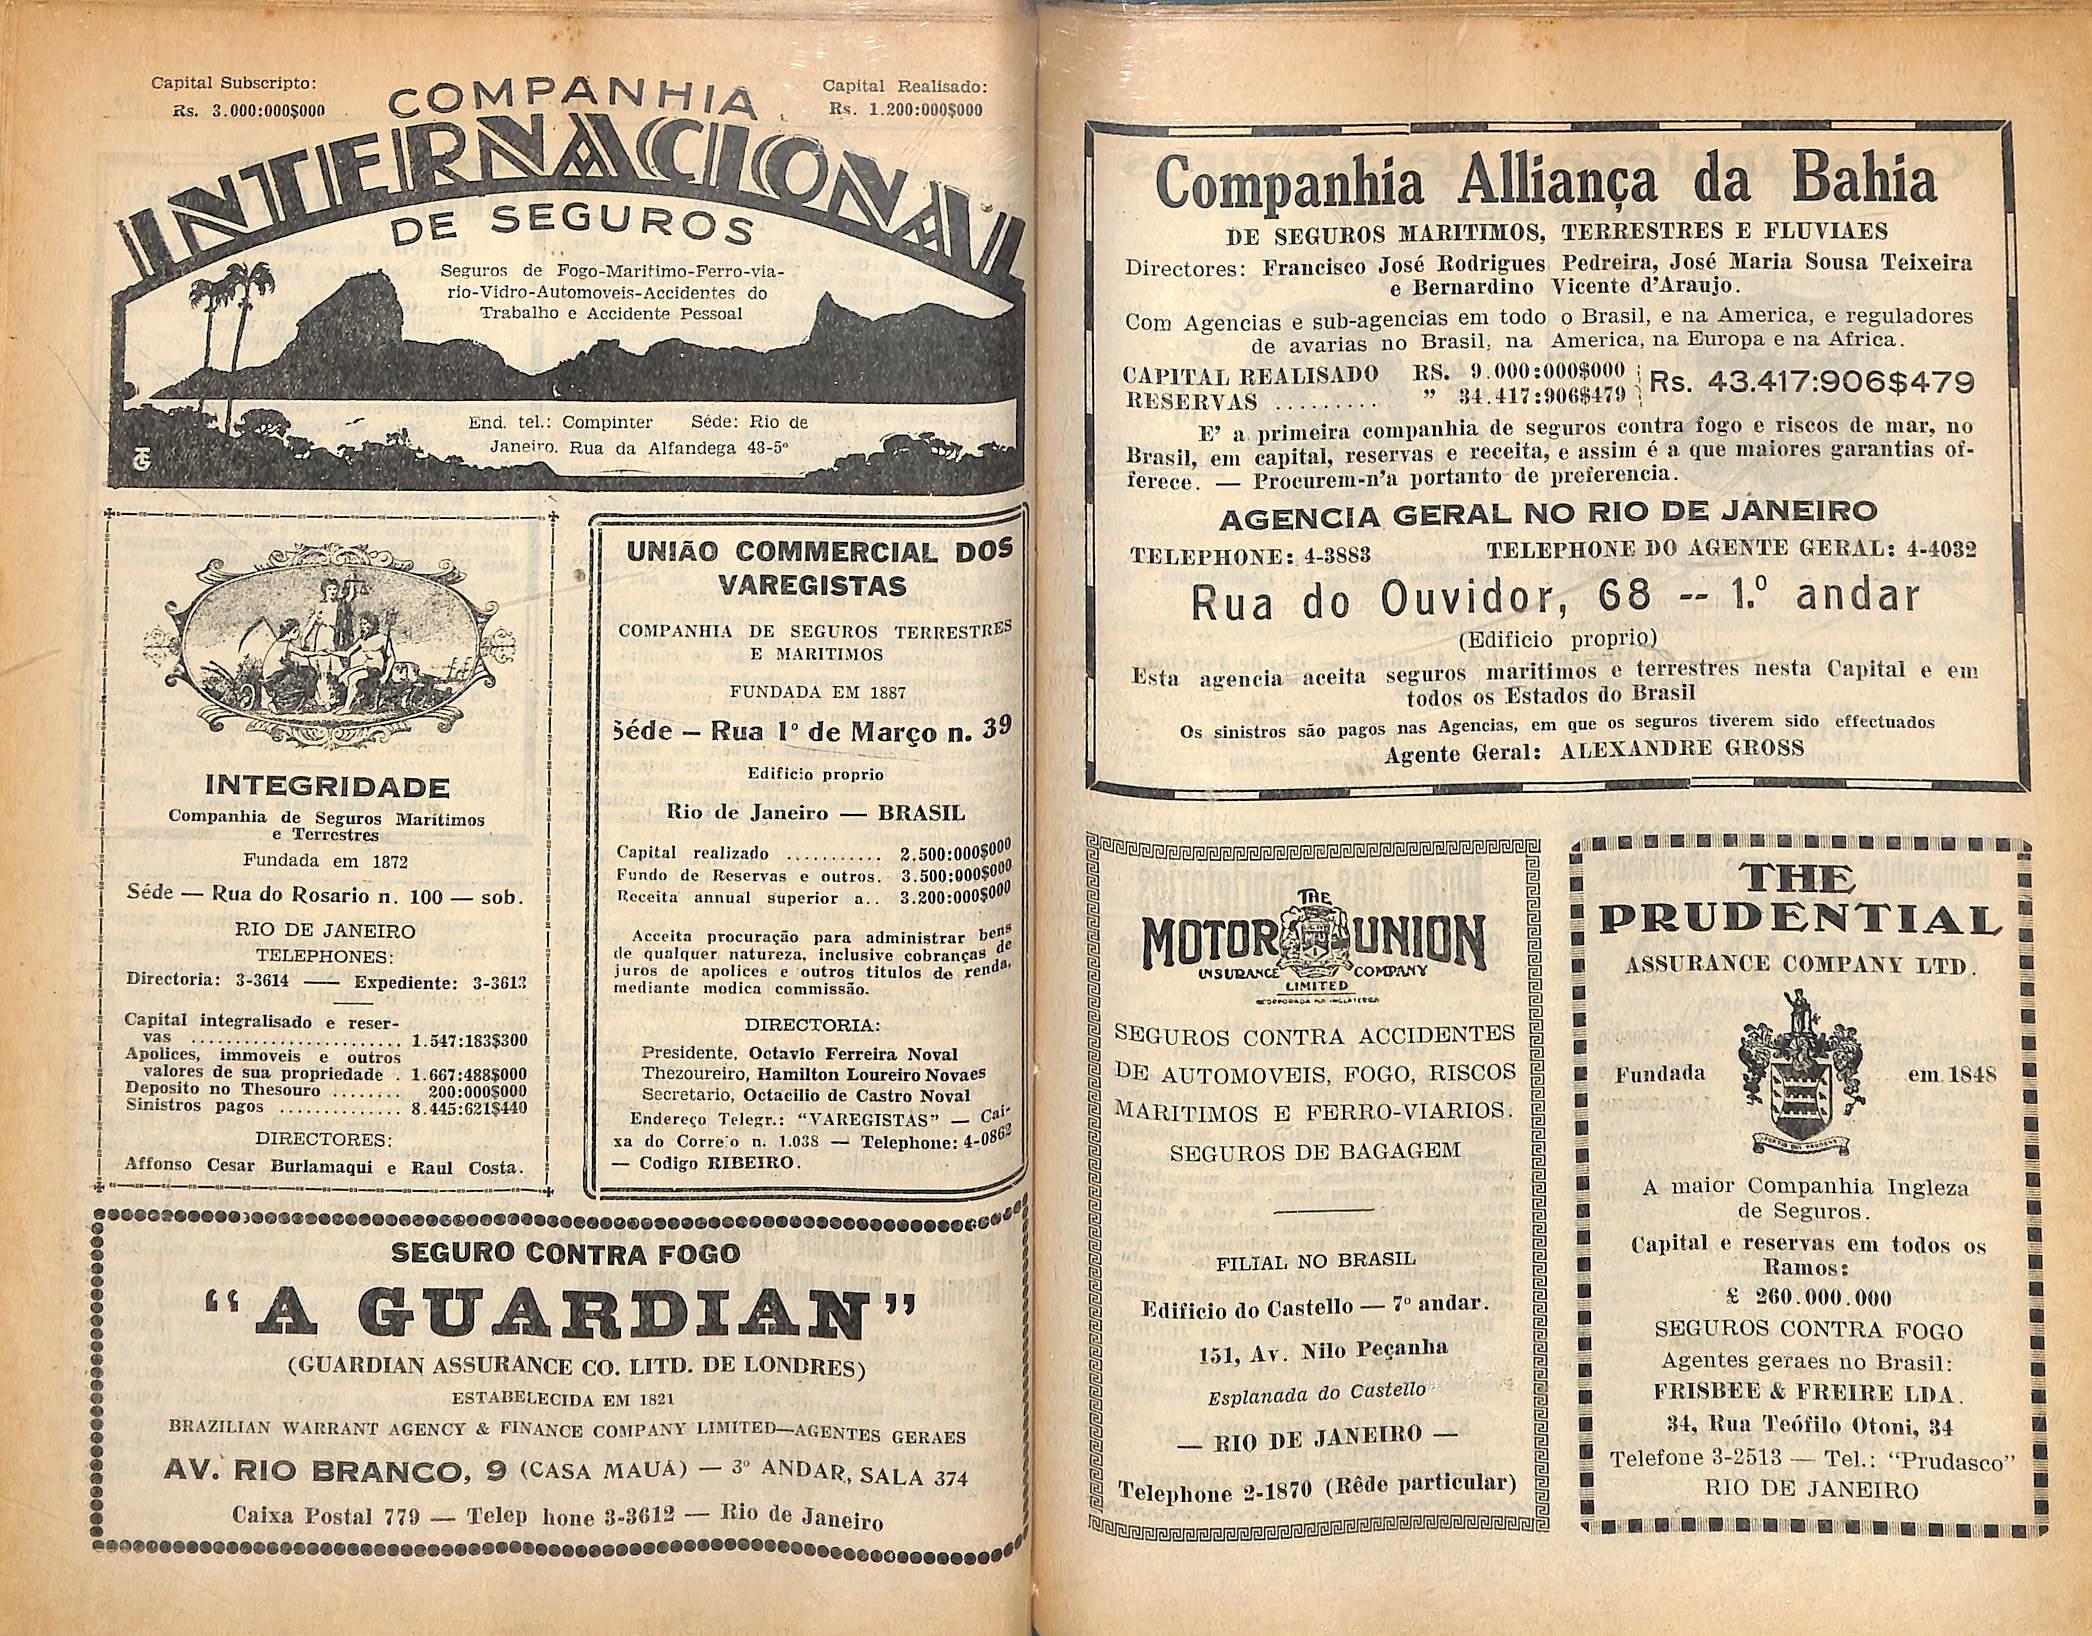 Capital Subscripto:
Rs. 3.000:000$000
Capital Realisado:
Rs. 1.200:000$000
COMPANHIA
INTERNACIONAL
DE SEGUROS
Seguros de Fogo-Maritimo-Ferro-via-
rio-Vidro-Automoveis-Accidentes do
Trabalho e Accidente Pessoal
End. tel.: Compinter Séde: Rio de
Janeiro. Rua da Alfandega 48-5º
INTEGRIDADE
Companhia de Seguros Maritimos
e Terrestres
Fundada em 1872
Séde — Rua do Rosario n. 100 — sob.
RIO DE JANEIRO
TELEPHONES:
Directoria: 3-3614 —— Expediente: 3-3613
Capital integralisado e reser-
vas ........................ 1.547:183$300
Apolices, immoveis e outros
valores de sua propriedade . 1.667:488$000
Deposito no Thesouro ........ 200:000$000
Sinistros pagos .............. 8.445:621$440
DIRECTORES:
Affonso Cesar Burlamaqui e Raul Costa.
UNIÃO COMMERCIAL DOS
VAREGISTAS
COMPANHIA DE SEGUROS TERRESTRES
E MARITIMOS
FUNDADA EM 1887
Séde — Rua 1º de Março n. 39
Edificio proprio
Rio de Janeiro — BRASIL
Capital realizado ........... 2.500:000$000
Fundo de Reservas e outros. 3.500:000$000
Receita annual superior a.. 3.200:000$000
Acceita procuração para administrar bens
de qualquer natureza, inclusive cobranças de
juros de apolices e outros titulos de renda,
mediante modica commissão.
DIRECTORIA:
Presidente, Octavio Ferreira Noval
Thezoureiro, Hamilton Loureiro Novaes
Secretario, Octacilio de Castro Noval
Endereço Telegr.: “VAREGISTAS” — Cai-
xa do Correio n. 1.038 — Telephone: 4-0862
— Codigo RIBEIRO.
SEGURO CONTRA FOGO
“A GUARDIAN”
(GUARDIAN ASSURANCE CO. LITD. DE LONDRES)
ESTABELECIDA EM 1821
BRAZILIAN WARRANT AGENCY & FINANCE COMPANY LIMITED—AGENTES GERAES
AV. RIO BRANCO, 9 (CASA MAUÁ) — 3º ANDAR, SALA 374
Caixa Postal 779 — Telep hone 3-3612 — Rio de Janeiro
Companhia Alliança da Bahia
DE SEGUROS MARITIMOS, TERRESTRES E FLUVIAES
Directores: Francisco José Rodrigues Pedreira, José Maria Sousa Teixeira
e Bernardino Vicente d'Araujo.
Com Agencias e sub-agencias em todo o Brasil, e na America, e reguladores
de avarias no Brasil, na America, na Europa e na Africa.
CAPITAL REALISADO RS. 9.000:000$000
RESERVAS ......... ” 34.417:906$479
Rs. 43.417:906$479
E' a primeira companhia de seguros contra fogo e riscos de mar, no
Brasil, em capital, reservas e receita, e assim é a que maiores garantias of-
ferece. — Procurem-n'a portanto de preferencia.
AGENCIA GERAL NO RIO DE JANEIRO
TELEPHONE: 4-3883 TELEPHONE DO AGENTE GERAL: 4-4032
Rua do Ouvidor, 68 -- 1.º andar
(Edificio proprio)
Esta agencia aceita seguros maritimos e terrestres nesta Capital e em
todos os Estados do Brasil
Os sinistros são pagos nas Agencias, em que os seguros tiverem sido effectuados
Agente Geral: ALEXANDRE GROSS
THE
MOTOR UNION
INSURANCE COMPANY
LIMITED
SEGUROS CONTRA ACCIDENTES
DE AUTOMOVEIS, FOGO, RISCOS
MARITIMOS E FERRO-VIARIOS.
SEGUROS DE BAGAGEM
FILIAL NO BRASIL
Edificio do Castello — 7º andar.
151, Av. Nilo Peçanha
Esplanada do Castello
— RIO DE JANEIRO —
Telephone 2-1870 (Rêde particular)
THE
PRUDENTIAL
ASSURANCE COMPANY LTD.
Fundada em 1848
A maior Companhia Ingleza
de Seguros.
Capital e reservas em todos os
Ramos:
£ 260.000.000
SEGUROS CONTRA FOGO
Agentes geraes no Brasil:
FRISBEE & FREIRE LDA.
34, Rua Teófilo Otoni, 34
Telefone 3-2513 — Tel.: “Prudasco”
RIO DE JANEIRO